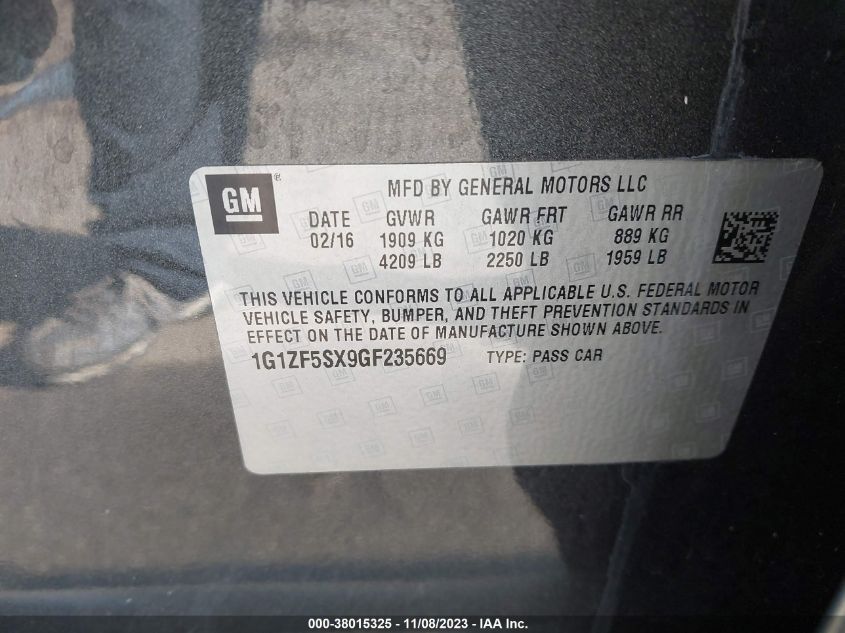 GM ®
MFD BY GENERAL MOTORS LLC
DATE GVWR GAWR FRT GAWR RR
02/16 1909 KG 1020 KG 889 KG
4209 LB 2250 LB 1959 LB
THIS VEHICLE CONFORMS TO ALL APPLICABLE U.S. FEDERAL MOTOR
VEHICLE SAFETY, BUMPER, AND THEFT PREVENTION STANDARDS IN
EFFECT ON THE DATE OF MANUFACTURE SHOWN ABOVE.
1G1ZF5SX9GF235669 TYPE: PASS CAR
000-38015325 - 11/08/2023 - IAA Inc.